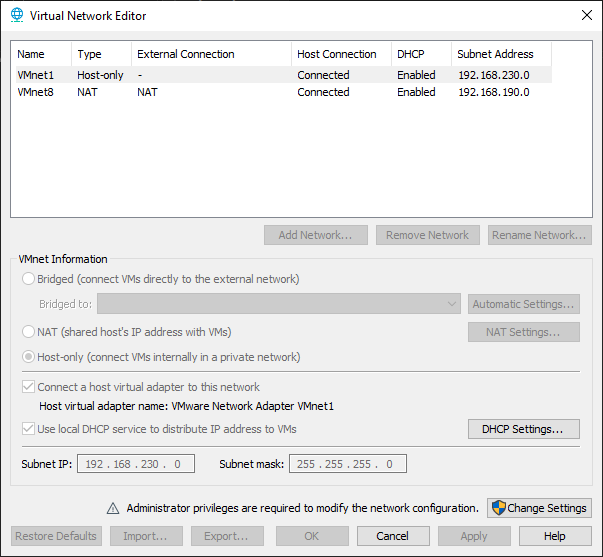 Virtual Network Editor
Name Type External Connection Host Connection DHCP Subnet Address
VMnet1 Host-only - Connected Enabled 192.168.230.0
VMnet8 NAT NAT Connected Enabled 192.168.190.0
Add Network... Remove Network Rename Network...
VMnet Information
Bridged (connect VMs directly to the external network)
Bridged to: Automatic Settings...
NAT (shared host's IP address with VMs) NAT Settings...
Host-only (connect VMs internally in a private network)
Connect a host virtual adapter to this network
Host virtual adapter name: VMware Network Adapter VMnet1
Use local DHCP service to distribute IP address to VMs DHCP Settings...
Subnet IP: 192 . 168 . 230 . 0 Subnet mask: 255 . 255 . 255 . 0
Administrator privileges are required to modify the network configuration. Change Settings
Restore Defaults Import... Export... OK Cancel Apply Help